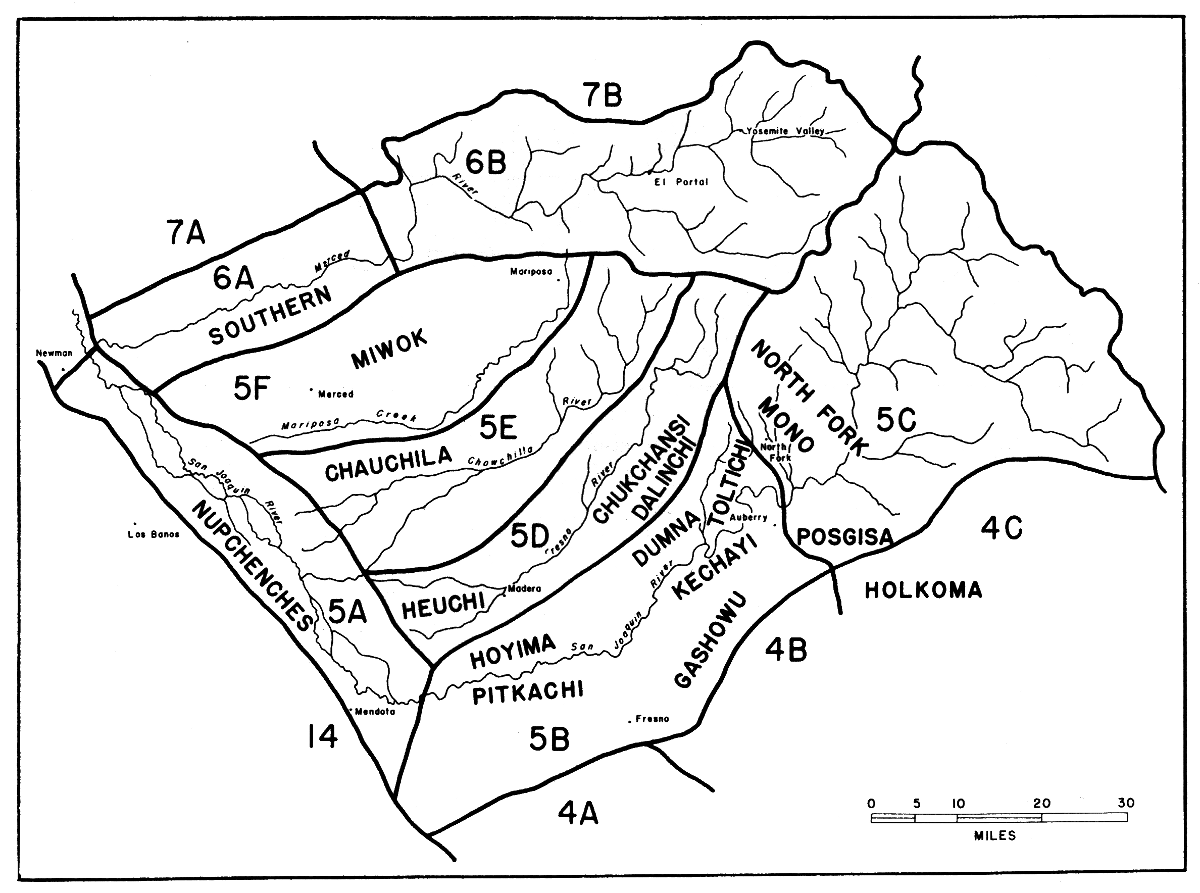 7B
Yosemite Valley
6B
River
El Portal
7A
6A
Merced
SOUTHERN
Mariposa
MIWOK
Newman
5F
Merced
Mariposa Creek
5E
River
CHAUCHILA
Chowchilla
NORTH FORK
MONO
5C
North
Fork
CHUKCHANSI
DALINCHI
TOLTICHI
San Joaquin River
NUPCHENCHES
Los Banos
River
Fresno
5D
DUMNA
Auberry
POSGISA
4C
KECHAYI
HOLKOMA
Madera
HEUCHI
5A
River
San Joaquin
HOYIMA
PITKACHI
GASHOWU
4B
Mendota
14
Fresno
5B
4A
0 5 10 20 30
MILES